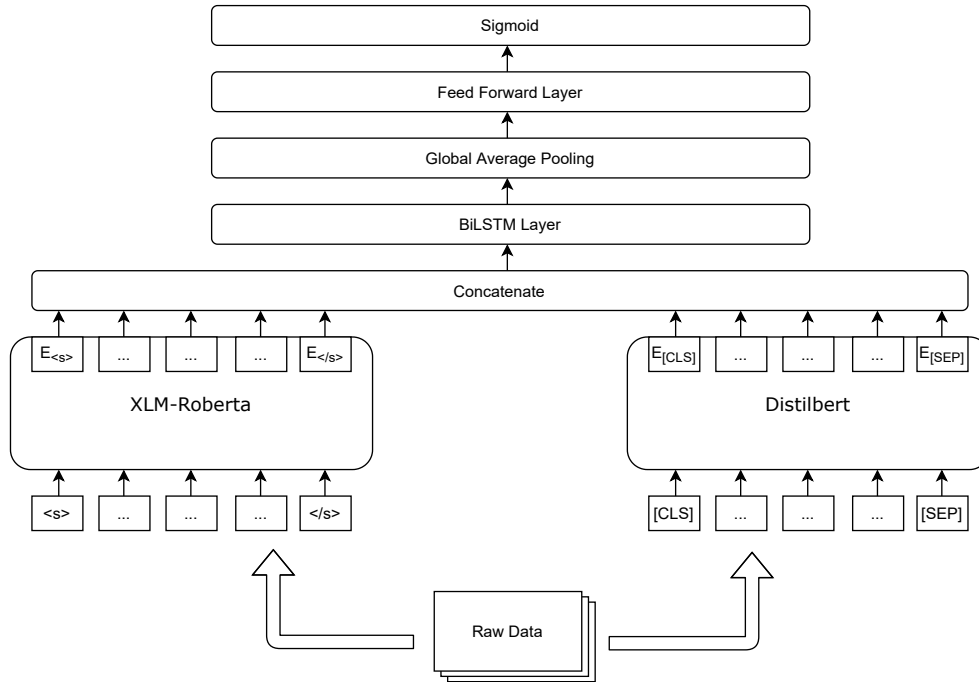 Sigmoid
Feed Forward Layer
Global Average Pooling
BiLSTM Layer
Concatenate
E<s> ... ... ... E</s> E[CLS] ... ... ... E[SEP]
XLM-Roberta Distilbert
<s> ... ... ... </s> [CLS] ... ... ... [SEP]
Raw Data